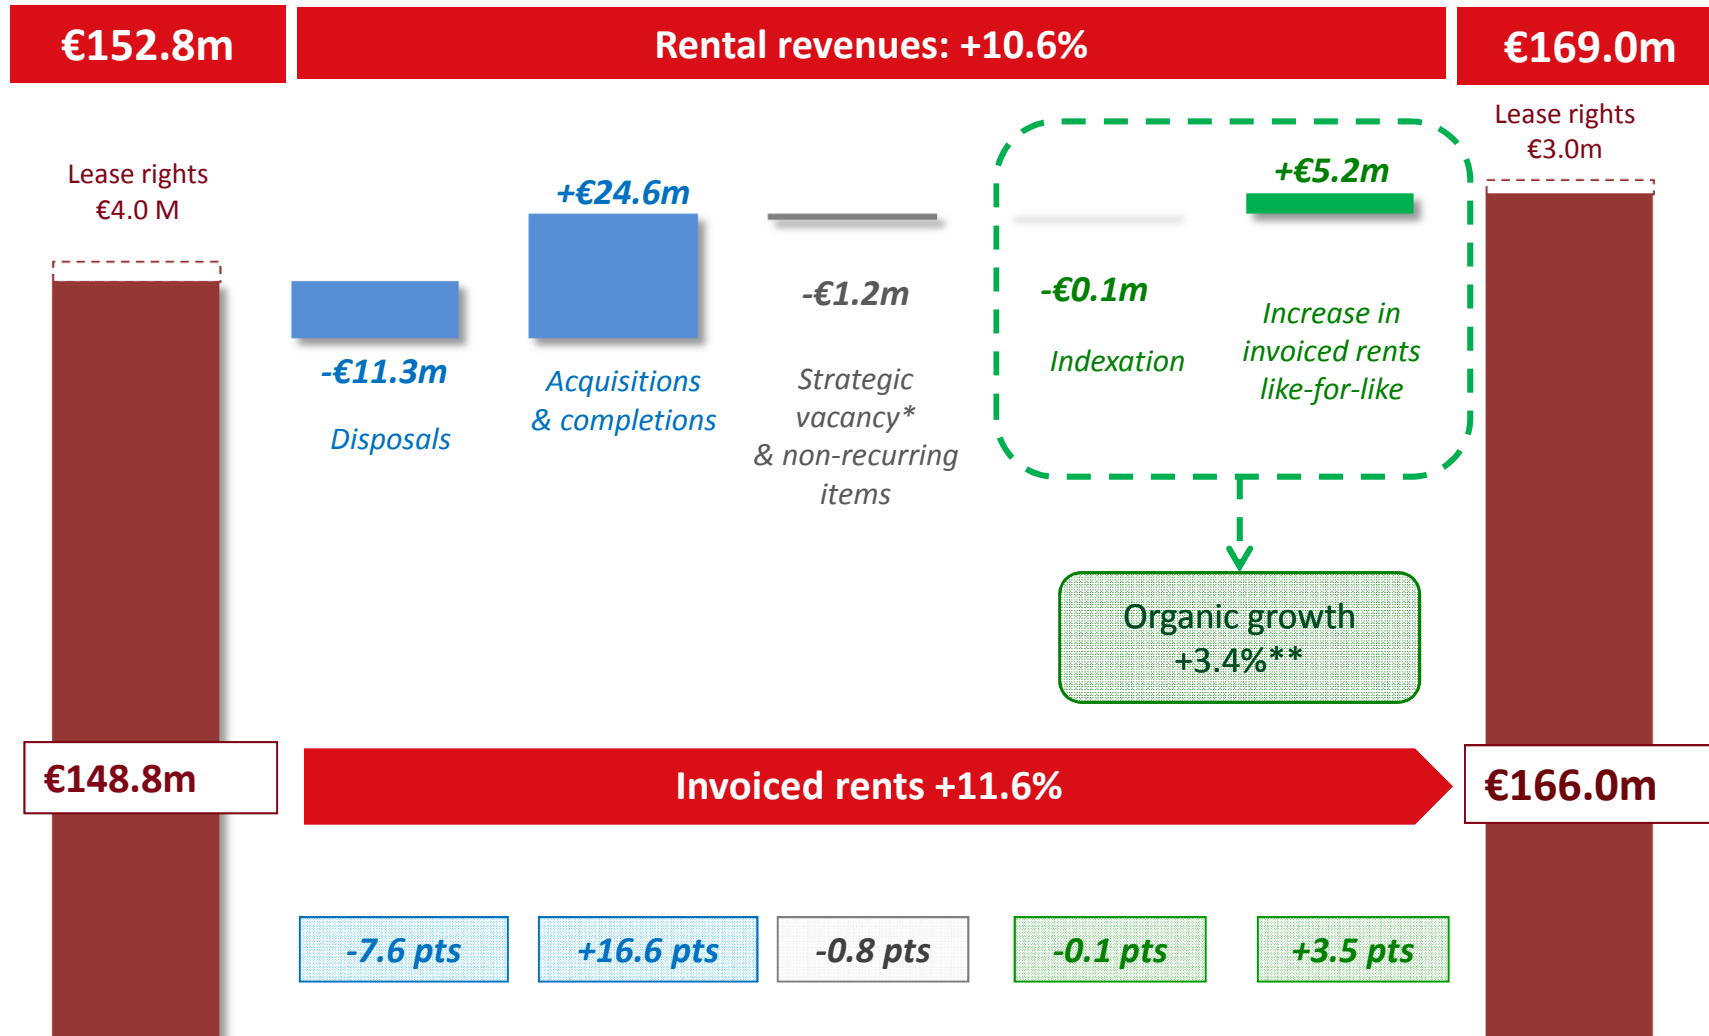 €152.8m
Rental revenues: +10.6%
€169.0m
Lease rights
€4.0 M
Lease rights
€3.0m
-€11.3m
Disposals
+€24.6m
Acquisitions
& completions
-€1.2m
Strategic
vacancy*
& non-recurring
items
-€0.1m
Indexation
+€5.2m
Increase in
invoiced rents
like-for-like
Organic growth
+3.4%**
€148.8m
Invoiced rents +11.6%
€166.0m
-7.6 pts
+16.6 pts
-0.8 pts
-0.1 pts
+3.5 pts